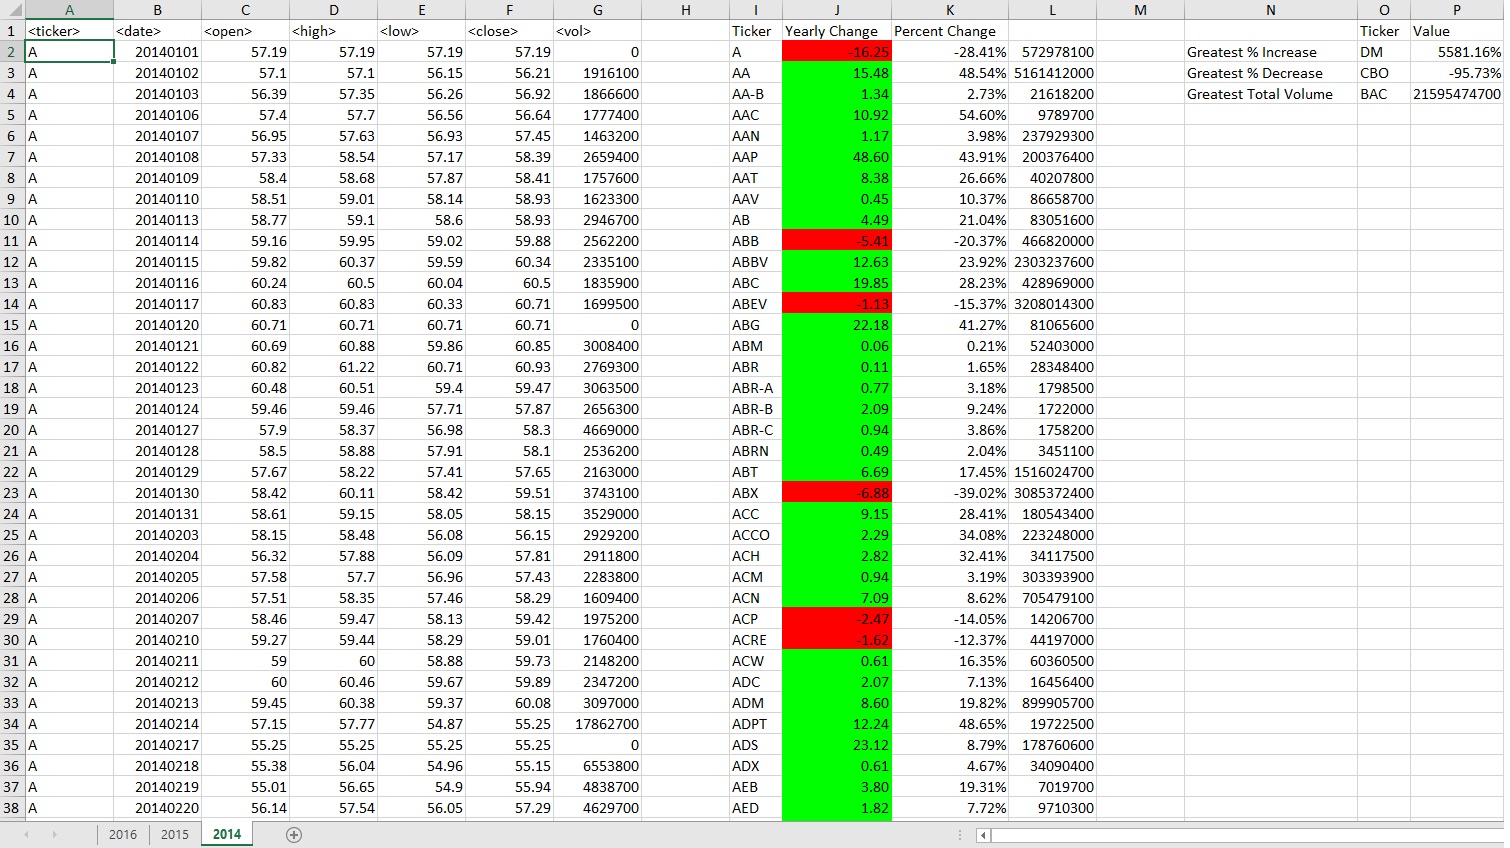 A B C D E F G H I J K L M N O P
1 <ticker> <date> <open> <high> <low> <close> <vol> Ticker Yearly Change Percent Change Ticker Value
2 A 20140101 57.19 57.19 57.19 57.19 0 A -16.25 -28.41% 572978100 Greatest % Increase DM 5581.16%
3 A 20140102 57.1 57.1 56.15 56.21 1916100 AA 15.48 48.54% 5161412000 Greatest % Decrease CBO -95.73%
4 A 20140103 56.39 57.35 56.26 56.92 1866600 AA-B 1.34 2.73% 21618200 Greatest Total Volume BAC 21595474700
5 A 20140106 57.4 57.7 56.56 56.64 1777400 AAC 10.92 54.60% 9789700
6 A 20140107 56.95 57.63 56.93 57.45 1463200 AAN 1.17 3.98% 237929300
7 A 20140108 57.33 58.54 57.17 58.39 2659400 AAP 48.60 43.91% 200376400
8 A 20140109 58.4 58.68 57.87 58.41 1757600 AAT 8.38 26.66% 40207800
9 A 20140110 58.51 59.01 58.14 58.93 1623300 AAV 0.45 10.37% 86658700
10 A 20140113 58.77 59.1 58.6 58.93 2946700 AB 4.49 21.04% 83051600
11 A 20140114 59.16 59.95 59.02 59.88 2562200 ABB -5.41 -20.37% 466820000
12 A 20140115 59.82 60.37 59.59 60.34 2335100 ABBV 12.63 23.92% 2303237600
13 A 20140116 60.24 60.5 60.04 60.5 1835900 ABC 19.85 28.23% 428969000
14 A 20140117 60.83 60.83 60.33 60.71 1699500 ABEV -1.13 -15.37% 3208014300
15 A 20140120 60.71 60.71 60.71 60.71 0 ABG 22.18 41.27% 81065600
16 A 20140121 60.69 60.88 59.86 60.85 3008400 ABM 0.06 0.21% 52403000
17 A 20140122 60.82 61.22 60.71 60.93 2769300 ABR 0.11 1.65% 28348400
18 A 20140123 60.48 60.51 59.4 59.47 3063500 ABR-A 0.77 3.18% 1798500
19 A 20140124 59.46 59.46 57.71 57.87 2656300 ABR-B 2.09 9.24% 1722000
20 A 20140127 57.9 58.37 56.98 58.3 4669000 ABR-C 0.94 3.86% 1758200
21 A 20140128 58.5 58.88 57.91 58.1 2536200 ABRN 0.49 2.04% 3451100
22 A 20140129 57.67 58.22 57.41 57.65 2163000 ABT 6.69 17.45% 1516024700
23 A 20140130 58.42 60.11 58.42 59.51 3743100 ABX -6.88 -39.02% 3085372400
24 A 20140131 58.61 59.15 58.05 58.15 3529000 ACC 9.15 28.41% 180543400
25 A 20140203 58.15 58.48 56.08 56.15 2929200 ACCO 2.29 34.08% 223248000
26 A 20140204 56.32 57.88 56.09 57.81 2911800 ACH 2.82 32.41% 34117500
27 A 20140205 57.58 57.7 56.96 57.43 2283800 ACM 0.94 3.19% 303393900
28 A 20140206 57.51 58.35 57.46 58.29 1609400 ACN 7.09 8.62% 705479100
29 A 20140207 58.46 59.47 58.13 59.42 1975200 ACP -2.47 -14.05% 14206700
30 A 20140210 59.27 59.44 58.29 59.01 1760400 ACRE -1.62 -12.37% 44197000
31 A 20140211 59 60 58.88 59.73 2148200 ACW 0.61 16.35% 60360500
32 A 20140212 60 60.46 59.67 59.89 2347200 ADC 2.07 7.13% 16456400
33 A 20140213 59.45 60.38 59.37 60.08 3097000 ADM 8.60 19.82% 899905700
34 A 20140214 57.15 57.77 54.87 55.25 17862700 ADPT 12.24 48.65% 19722500
35 A 20140217 55.25 55.25 55.25 55.25 0 ADS 23.12 8.79% 178760600
36 A 20140218 55.38 56.04 54.96 55.15 6553800 ADX 0.61 4.67% 34090400
37 A 20140219 55.01 56.65 54.9 55.94 4838700 AEB 3.80 19.31% 7019700
38 A 20140220 56.14 57.54 56.05 57.29 4629700 AED 1.82 7.72% 9710300
2016 2015 2014